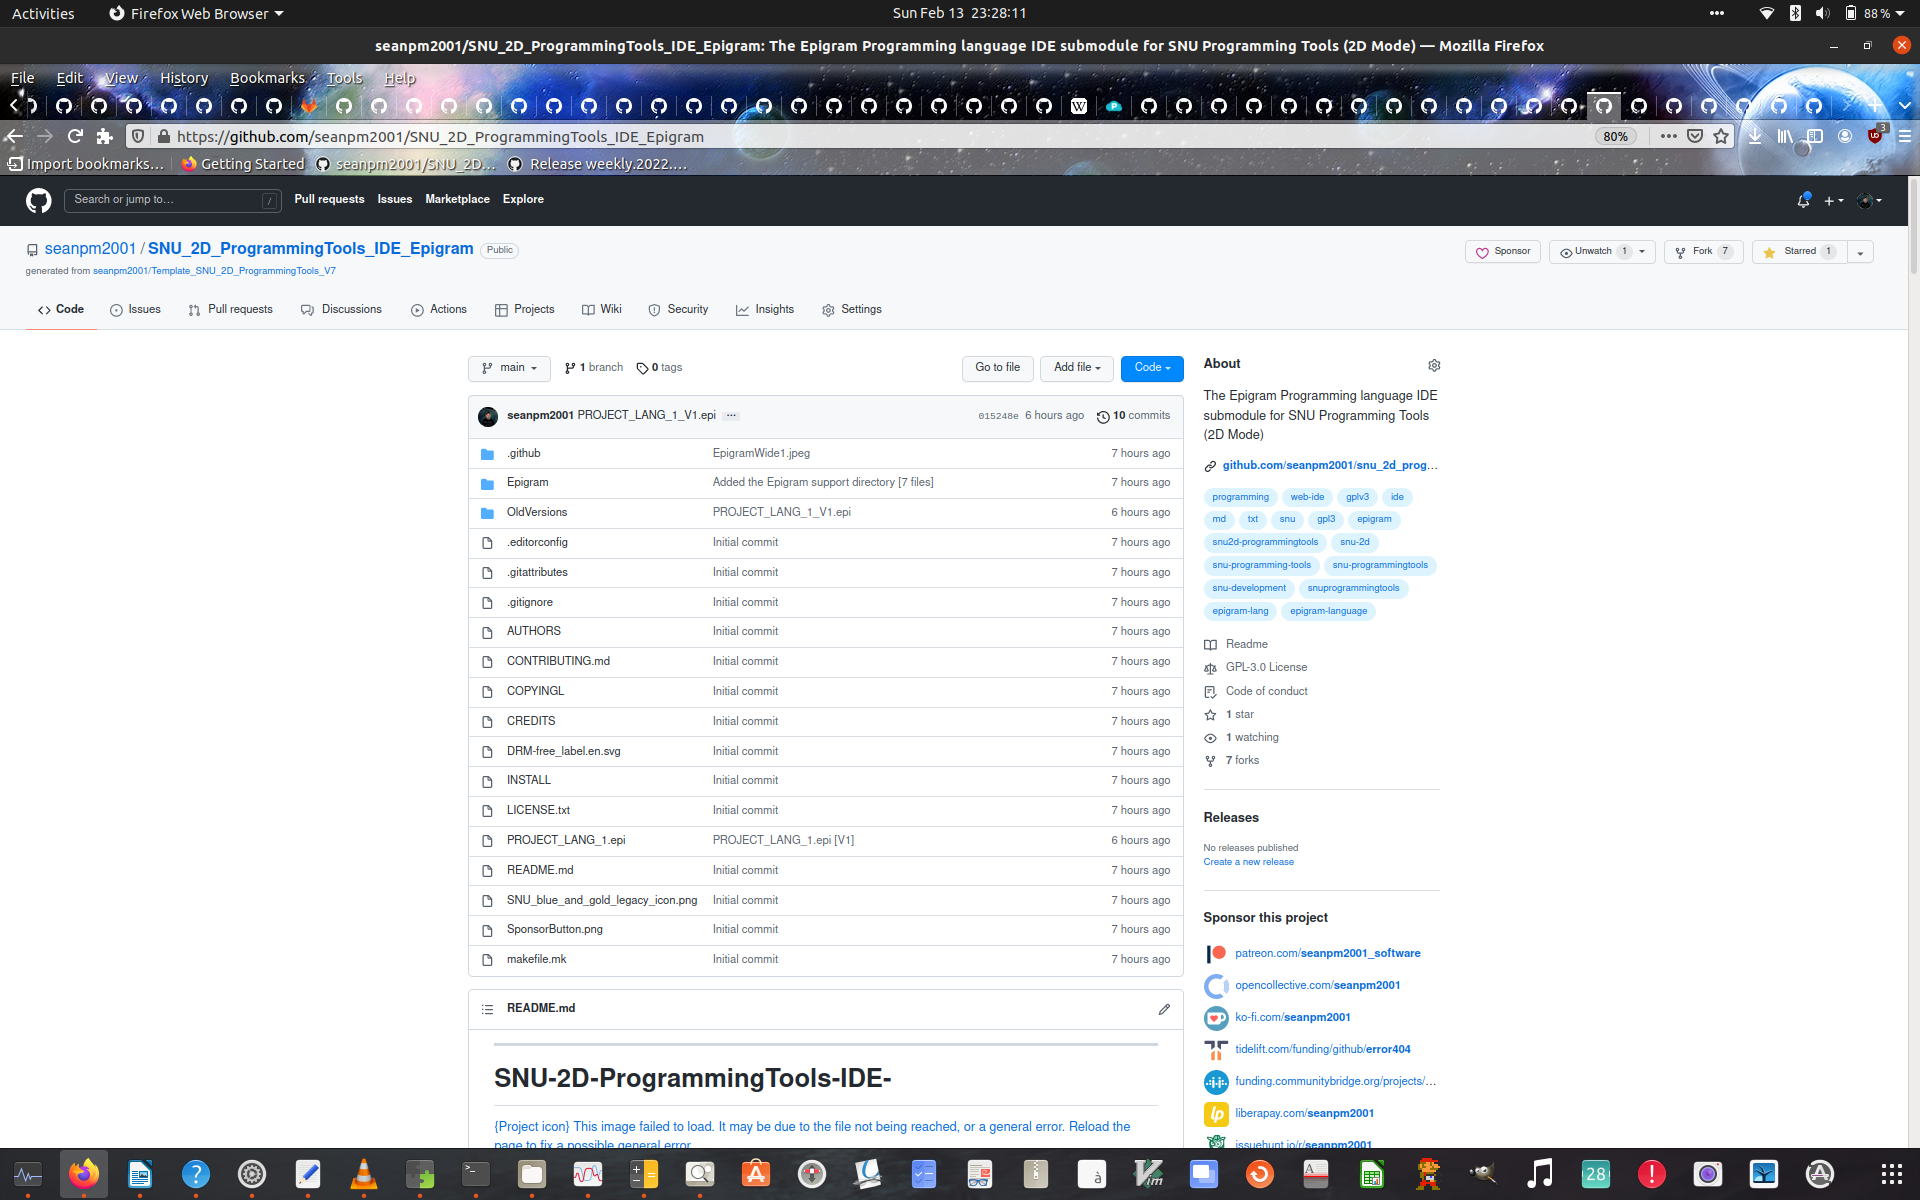 Activities
Firefox Web Browser
Sun Feb 13 23:28:11
88 %
seanpm2001/SNU_2D_ProgrammingTools_IDE_Epigram: The Epigram Programming language IDE submodule for SNU Programming Tools (2D Mode) — Mozilla Firefox
File Edit View History Bookmarks Tools Help
https://github.com/seanpm2001/SNU_2D_ProgrammingTools_IDE_Epigram
80%
3
Import bookmarks... Getting Started seanpm2001/SNU_2D... Release weekly.2022....
Search or jump to... /
Pull requests Issues Marketplace Explore
seanpm2001 / SNU_2D_ProgrammingTools_IDE_Epigram Public
generated from seanpm2001/Template_SNU_2D_ProgrammingTools_V7
Sponsor Unwatch 1 Fork 7 Starred 1
Code Issues Pull requests Discussions Actions Projects Wiki Security Insights Settings
main 1 branch 0 tags
Go to file Add file Code
seanpm2001 PROJECT_LANG_1_V1.epi ... 015248e 6 hours ago 10 commits
.github EpigramWide1.jpeg 7 hours ago
Epigram Added the Epigram support directory [7 files] 7 hours ago
OldVersions PROJECT_LANG_1_V1.epi 6 hours ago
.editorconfig Initial commit 7 hours ago
.gitattributes Initial commit 7 hours ago
.gitignore Initial commit 7 hours ago
AUTHORS Initial commit 7 hours ago
CONTRIBUTING.md Initial commit 7 hours ago
COPYINGL Initial commit 7 hours ago
CREDITS Initial commit 7 hours ago
DRM-free_label.en.svg Initial commit 7 hours ago
INSTALL Initial commit 7 hours ago
LICENSE.txt Initial commit 7 hours ago
PROJECT_LANG_1.epi PROJECT_LANG_1.epi [V1] 6 hours ago
README.md Initial commit 7 hours ago
SNU_blue_and_gold_legacy_icon.png Initial commit 7 hours ago
SponsorButton.png Initial commit 7 hours ago
makefile.mk Initial commit 7 hours ago
README.md
SNU-2D-ProgrammingTools-IDE-
{Project icon} This image failed to load. It may be due to the file not being reached, or a general error. Reload the
page to fix a possible general error.
About
The Epigram Programming language IDE
submodule for SNU Programming Tools
(2D Mode)
github.com/seanpm2001/snu_2d_prog...
programming web-ide gplv3 ide
md txt snu gpl3 epigram
snu2d-programmingtools snu-2d
snu-programming-tools snu-programmingtools
snu-development snuprogrammingtools
epigram-lang epigram-language
Readme
GPL-3.0 License
Code of conduct
1 star
1 watching
7 forks
Releases
No releases published
Create a new release
Sponsor this project
patreon.com/seanpm2001_software
opencollective.com/seanpm2001
ko-fi.com/seanpm2001
tidelift.com/funding/github/error404
funding.communitybridge.org/projects/...
liberapay.com/seanpm2001
issuehunt.io/r/seanpm2001
28